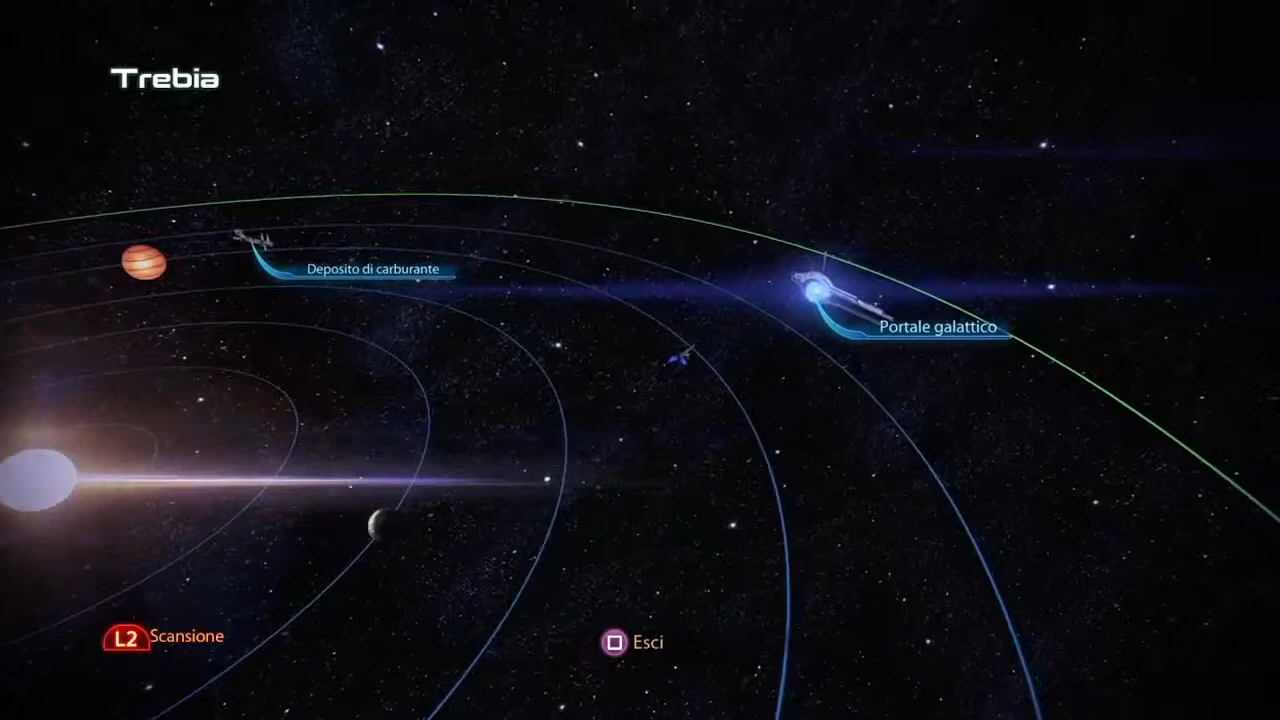 Trebia
Deposito di carburante
Portale galattico
L2 Scansione
Esci